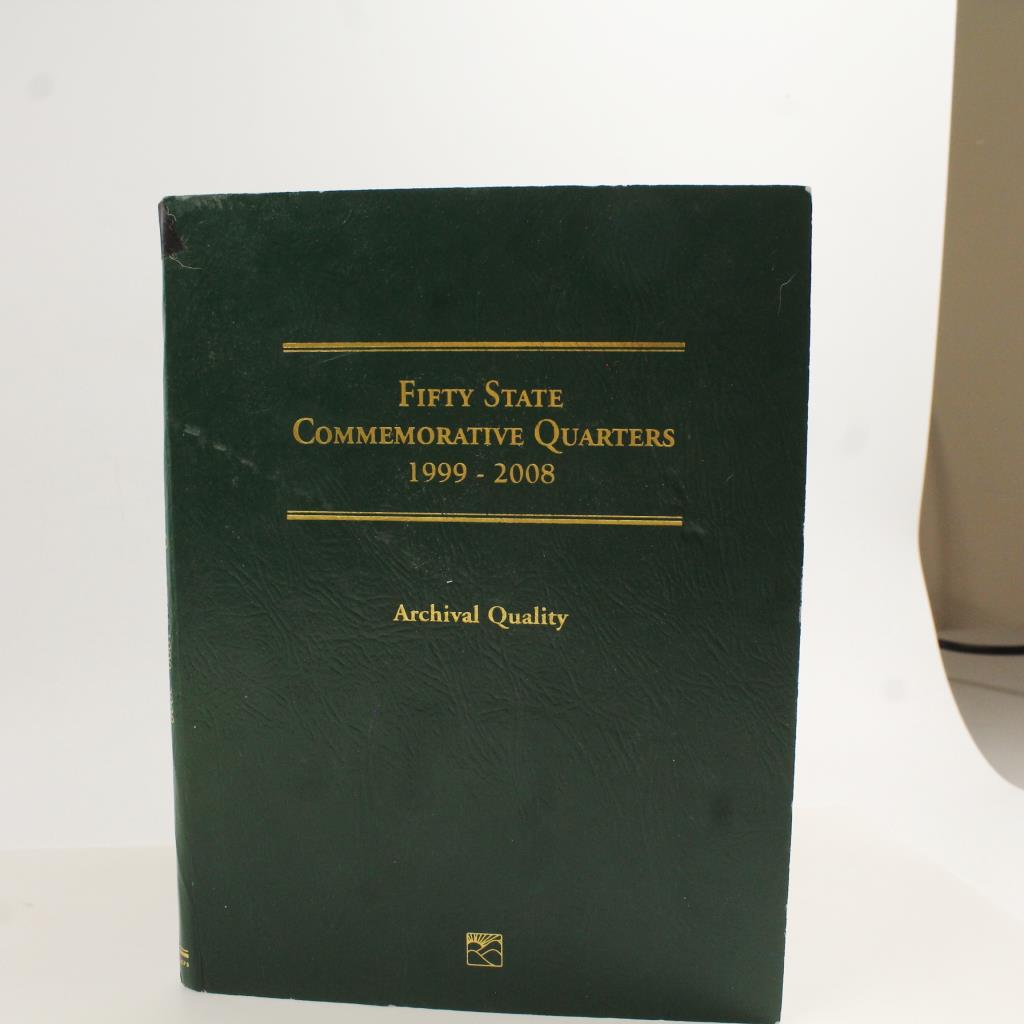 Fifty State
Commemorative Quarters
1999 - 2008
Archival Quality